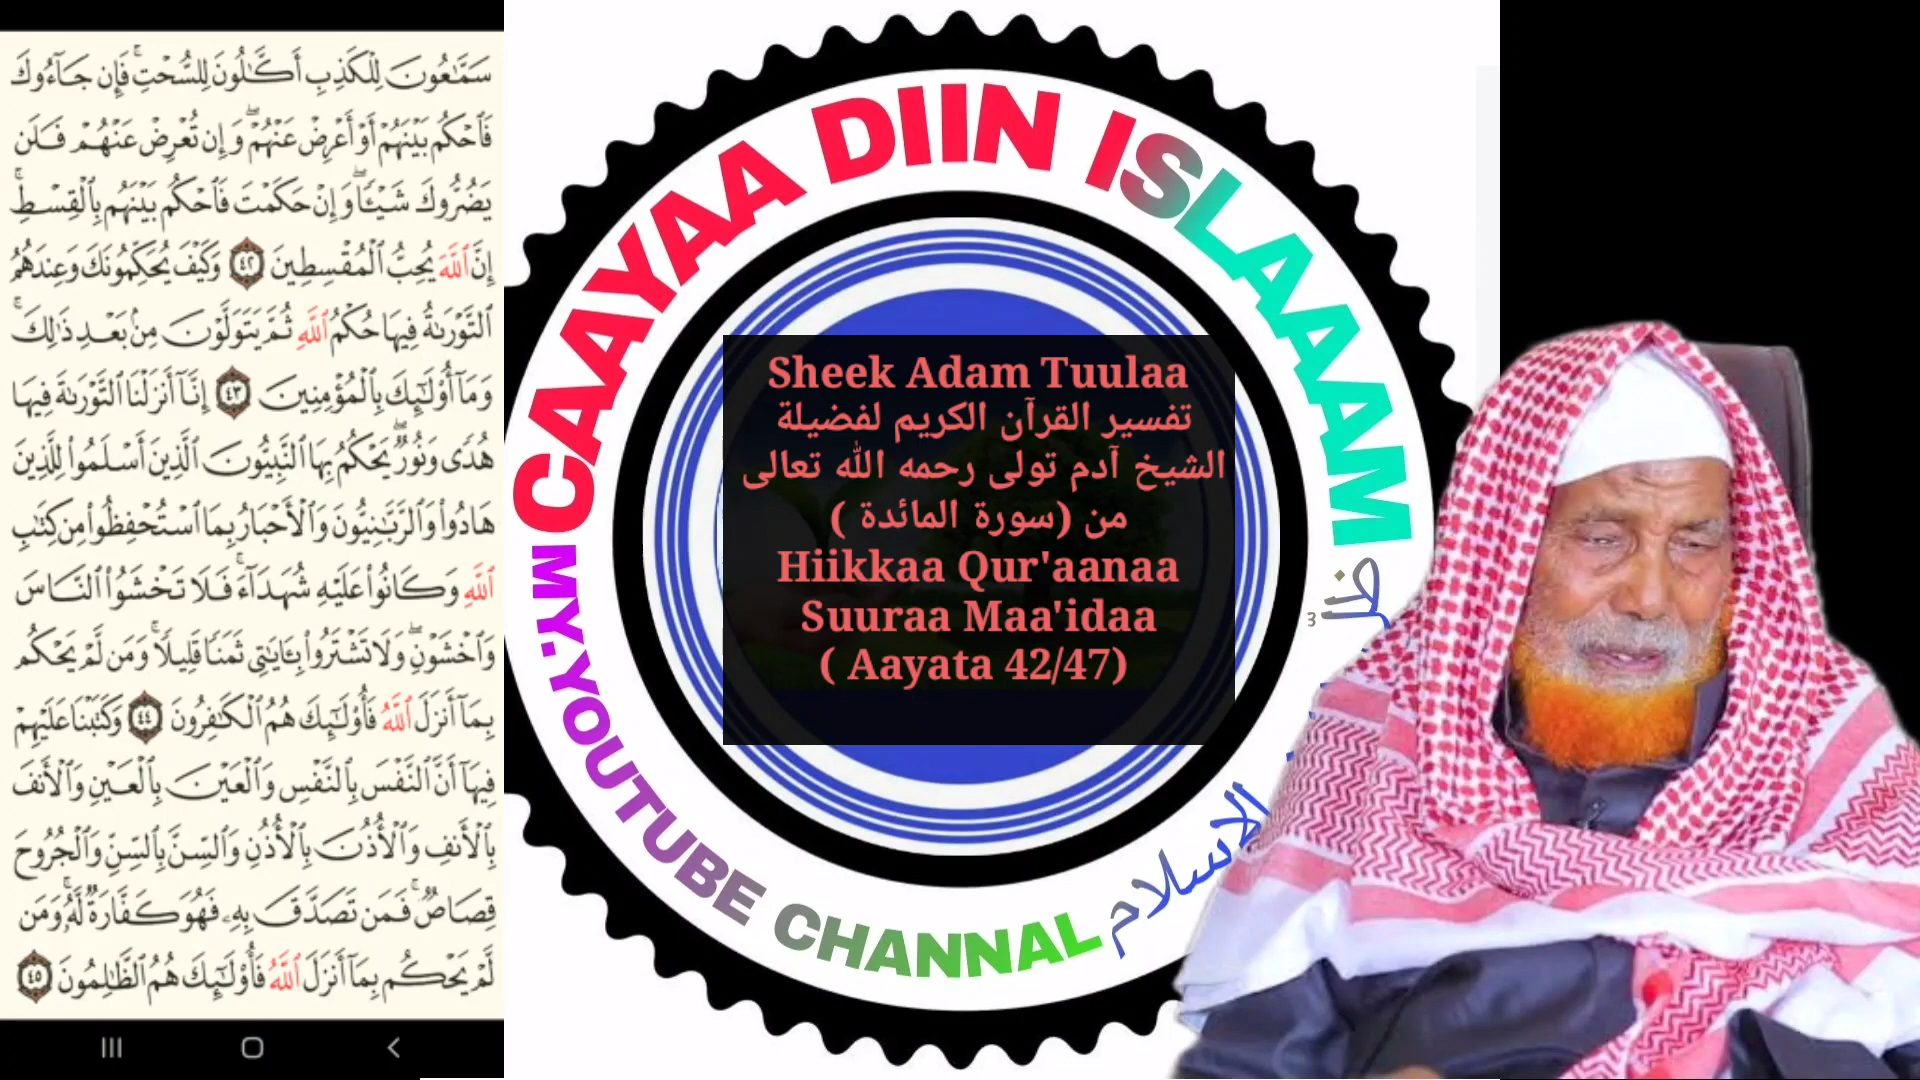 سَمَّٰعُونَ لِلْكَذِبِ أَكَّٰلُونَ لِلسُّحْتِۚ فَإِن جَآءُوكَ
فَٱحْكُم بَيْنَهُمْ أَوْ أَعْرِضْ عَنْهُمْۖ وَإِن تُعْرِضْ عَنْهُمْ فَلَن
يَضُرُّوكَ شَيْـًٔاۖ وَإِنْ حَكَمْتَ فَٱحْكُم بَيْنَهُم بِٱلْقِسْطِۚ
إِنَّ ٱللَّهَ يُحِبُّ ٱلْمُقْسِطِينَ ٤٢ وَكَيْفَ يُحَكِّمُونَكَ وَعِندَهُمُ
ٱلتَّوْرَىٰةُ فِيهَا حُكْمُ ٱللَّهِ ثُمَّ يَتَوَلَّوْنَ مِنۢ بَعْدِ ذَٰلِكَۚ
وَمَآ أُو۟لَٰٓئِكَ بِٱلْمُؤْمِنِينَ ٤٣ إِنَّآ أَنزَلْنَا ٱلتَّوْرَىٰةَ فِيهَا
هُدًى وَنُورٌۚ يَحْكُمُ بِهَا ٱلنَّبِيُّونَ ٱلَّذِينَ أَسْلَمُوا۟ لِلَّذِينَ
هَادُوا۟ وَٱلرَّبَّٰنِيُّونَ وَٱلْأَحْبَارُ بِمَا ٱسْتُحْفِظُوا۟ مِن كِتَٰبِ
ٱللَّهِ وَكَانُوا۟ عَلَيْهِ شُهَدَآءَۚ فَلَا تَخْشَوُا۟ ٱلنَّاسَ
وَٱخْشَوْنِ وَلَا تَشْتَرُوا۟ بِـَٔايَٰتِى ثَمَنًا قَلِيلًاۚ وَمَن لَّمْ يَحْكُم
بِمَآ أَنزَلَ ٱللَّهُ فَأُو۟لَٰٓئِكَ هُمُ ٱلْكَٰفِرُونَ ٤٤ وَكَتَبْنَا عَلَيْهِمْ
فِيهَآ أَنَّ ٱلنَّفْسَ بِٱلنَّفْسِ وَٱلْعَيْنَ بِٱلْعَيْنِ وَٱلْأَنفَ
بِٱلْأَنفِ وَٱلْأُذُنَ بِٱلْأُذُنِ وَٱلسِّنَّ بِٱلسِّنِّ وَٱلْجُرُوحَ
قِصَاصٌۚ فَمَن تَصَدَّقَ بِهِۦ فَهُوَ كَفَّارَةٌ لَّهُۥۚ وَمَن
لَّمْ يَحْكُم بِمَآ أَنزَلَ ٱللَّهُ فَأُو۟لَٰٓئِكَ هُمُ ٱلظَّٰلِمُونَ ٤٥
CAAYAA DIIN ISLAAAM
MY.YOUTUBE CHANNAL
الاسلام
Sheek Adam Tuulaa
تفسير القرآن الكريم لفضيلة
الشيخ آدم تولى رحمه الله تعالى
من (سورة المائدة )
Hiikkaa Qur'aanaa
Suuraa Maa'idaa
( Aayata 42/47)